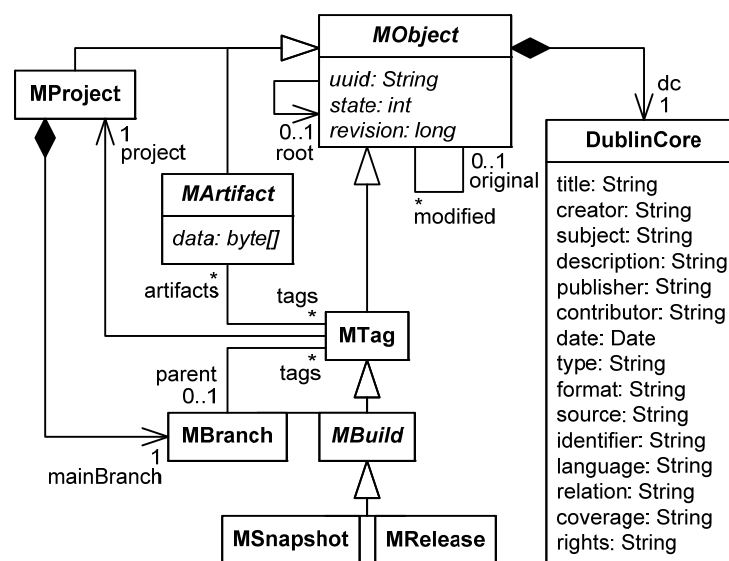 MObject
uuid: String
state: int
revision: long
MProject
0..1
root
dc
1
DublinCore
title: String
creator: String
subject: String
description: String
publisher: String
contributor: String
date: Date
type: String
format: String
source: String
identifier: String
language: String
relation: String
coverage: String
rights: String
1
project
0..1
original
*
modified
MArtifact
data: byte[]
*
artifacts
tags
*
MTag
*
tags
parent
0..1
MBranch
MBuild
1
mainBranch
MSnapshot
MRelease